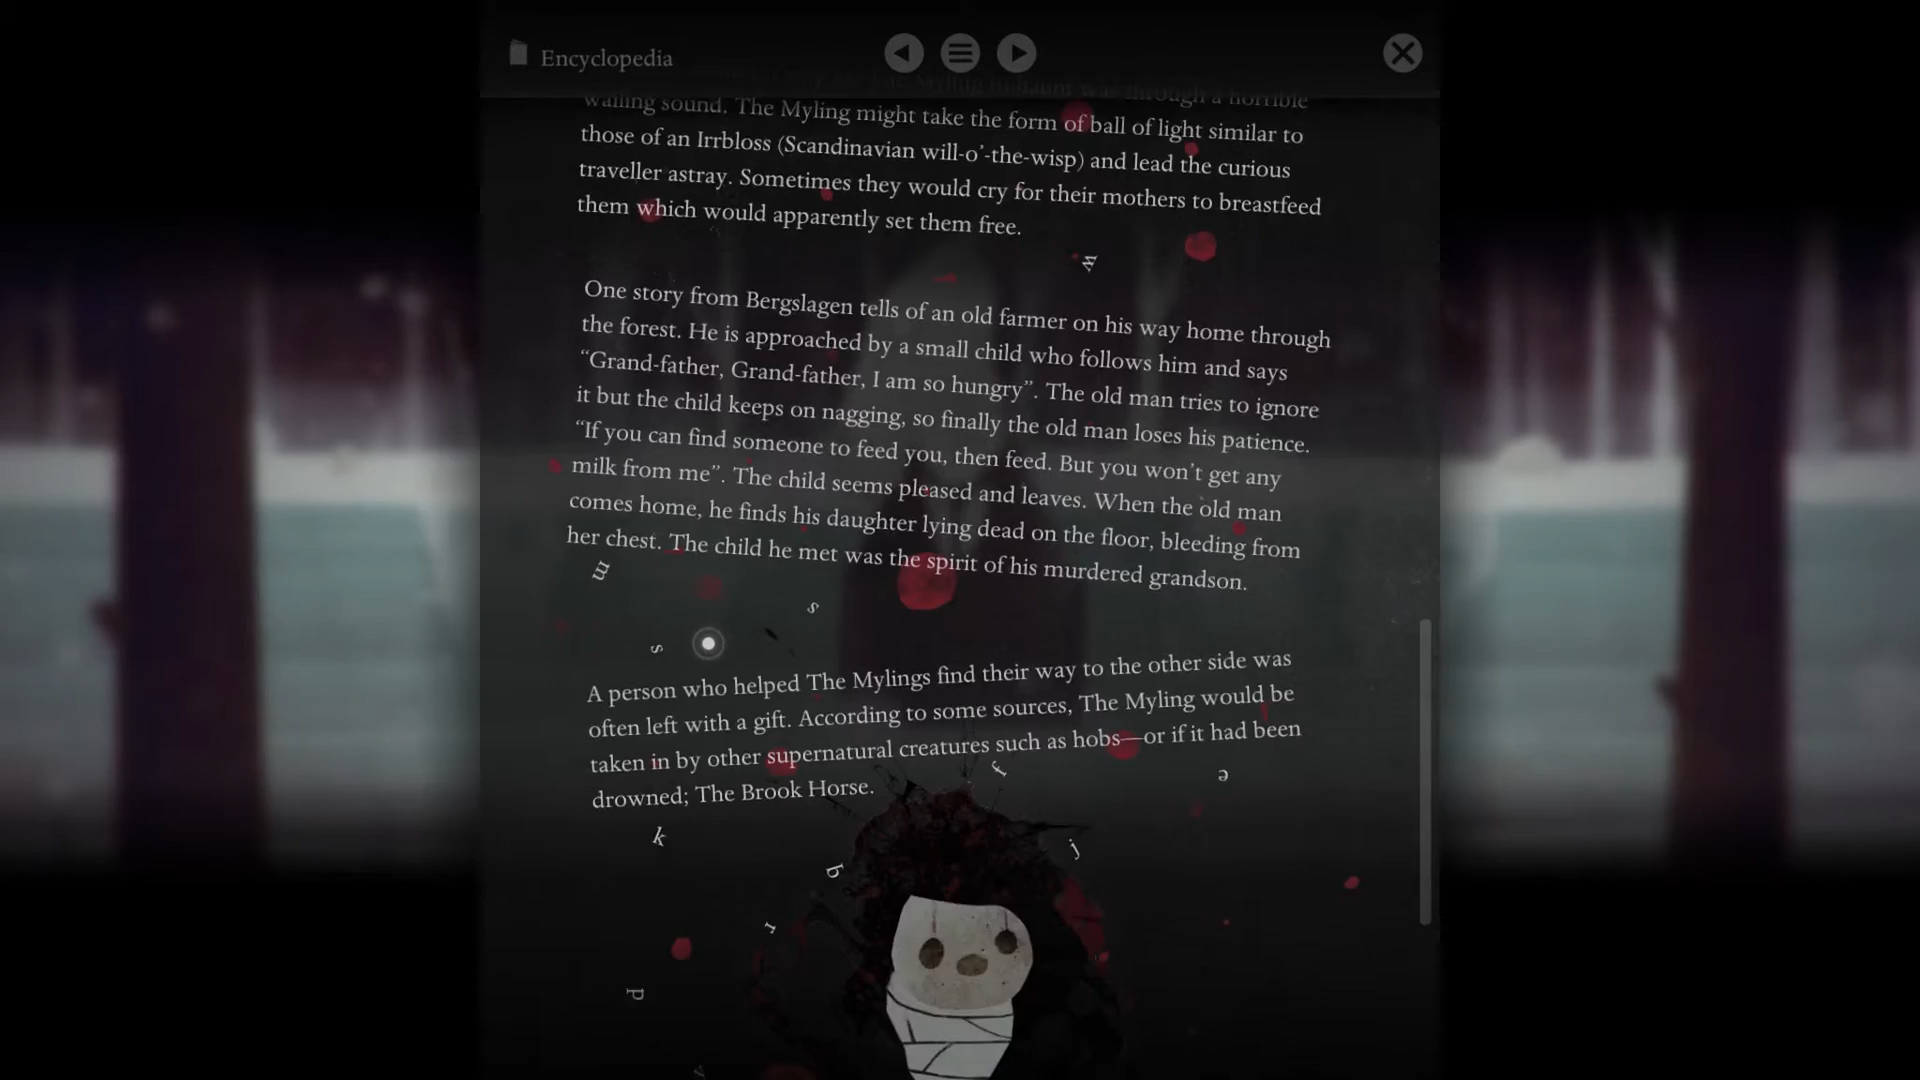 Encyclopedia
The Myling to haunt was through a horrible
wailing sound. The Myling might take the form of ball of light similar to
those of an Irrbloss (Scandinavian will-o’-the-wisp) and lead the curious
traveller astray. Sometimes they would cry for their mothers to breastfeed
them which would apparently set them free.
w
One story from Bergslagen tells of an old farmer on his way home through
the forest. He is approached by a small child who follows him and says
“Grand-father, Grand-father, I am so hungry”. The old man tries to ignore
it but the child keeps on nagging, so finally the old man loses his patience.
“If you can find someone to feed you, then feed. But you won’t get any
milk from me”. The child seems pleased and leaves. When the old man
comes home, he finds his daughter lying dead on the floor, bleeding from
her chest. The child he met was the spirit of his murdered grandson.
m
s
s
A person who helped The Mylings find their way to the other side was
often left with a gift. According to some sources, The Myling would be
taken in by other supernatural creatures such as hobs—or if it had been
drowned; The Brook Horse.
f
e
k
j
b
r
p
v